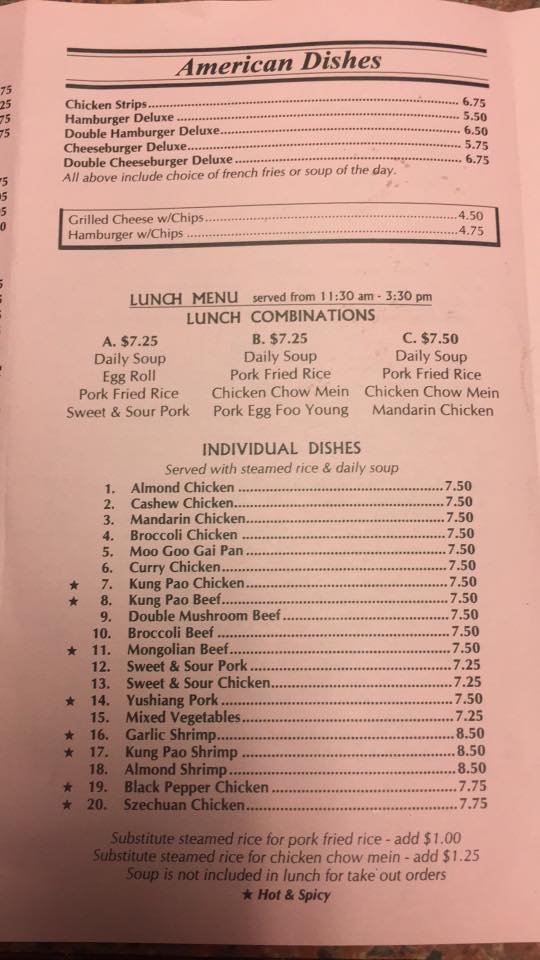 American Dishes
Chicken Strips 6.75
Hamburger Deluxe 5.50
Double Hamburger Deluxe 6.50
Cheeseburger Deluxe 5.75
Double Cheeseburger Deluxe 6.75
All above include choice of french fries or soup of the day.
Grilled Cheese w/Chips 4.50
Hamburger w/Chips 4.75
LUNCH MENU served from 11:30 am - 3:30 pm
LUNCH COMBINATIONS
A. $7.25
Daily Soup
Egg Roll
Pork Fried Rice
Sweet & Sour Pork
B. $7.25
Daily Soup
Pork Fried Rice
Chicken Chow Mein
Pork Egg Foo Young
C. $7.50
Daily Soup
Pork Fried Rice
Chicken Chow Mein
Mandarin Chicken
INDIVIDUAL DISHES
Served with steamed rice & daily soup
1. Almond Chicken 7.50
2. Cashew Chicken 7.50
3. Mandarin Chicken 7.50
4. Broccoli Chicken 7.50
5. Moo Goo Gai Pan 7.50
6. Curry Chicken 7.50
★ 7. Kung Pao Chicken 7.50
★ 8. Kung Pao Beef 7.50
9. Double Mushroom Beef 7.50
10. Broccoli Beef 7.50
★ 11. Mongolian Beef 7.50
12. Sweet & Sour Pork 7.25
13. Sweet & Sour Chicken 7.25
★ 14. Yushiang Pork 7.50
15. Mixed Vegetables 7.25
★ 16. Garlic Shrimp 8.50
★ 17. Kung Pao Shrimp 8.50
18. Almond Shrimp 8.50
★ 19. Black Pepper Chicken 7.75
★ 20. Szechuan Chicken 7.75
Substitute steamed rice for pork fried rice - add $1.00
Substitute steamed rice for chicken chow mein - add $1.25
Soup is not included in lunch for take out orders
★ Hot & Spicy